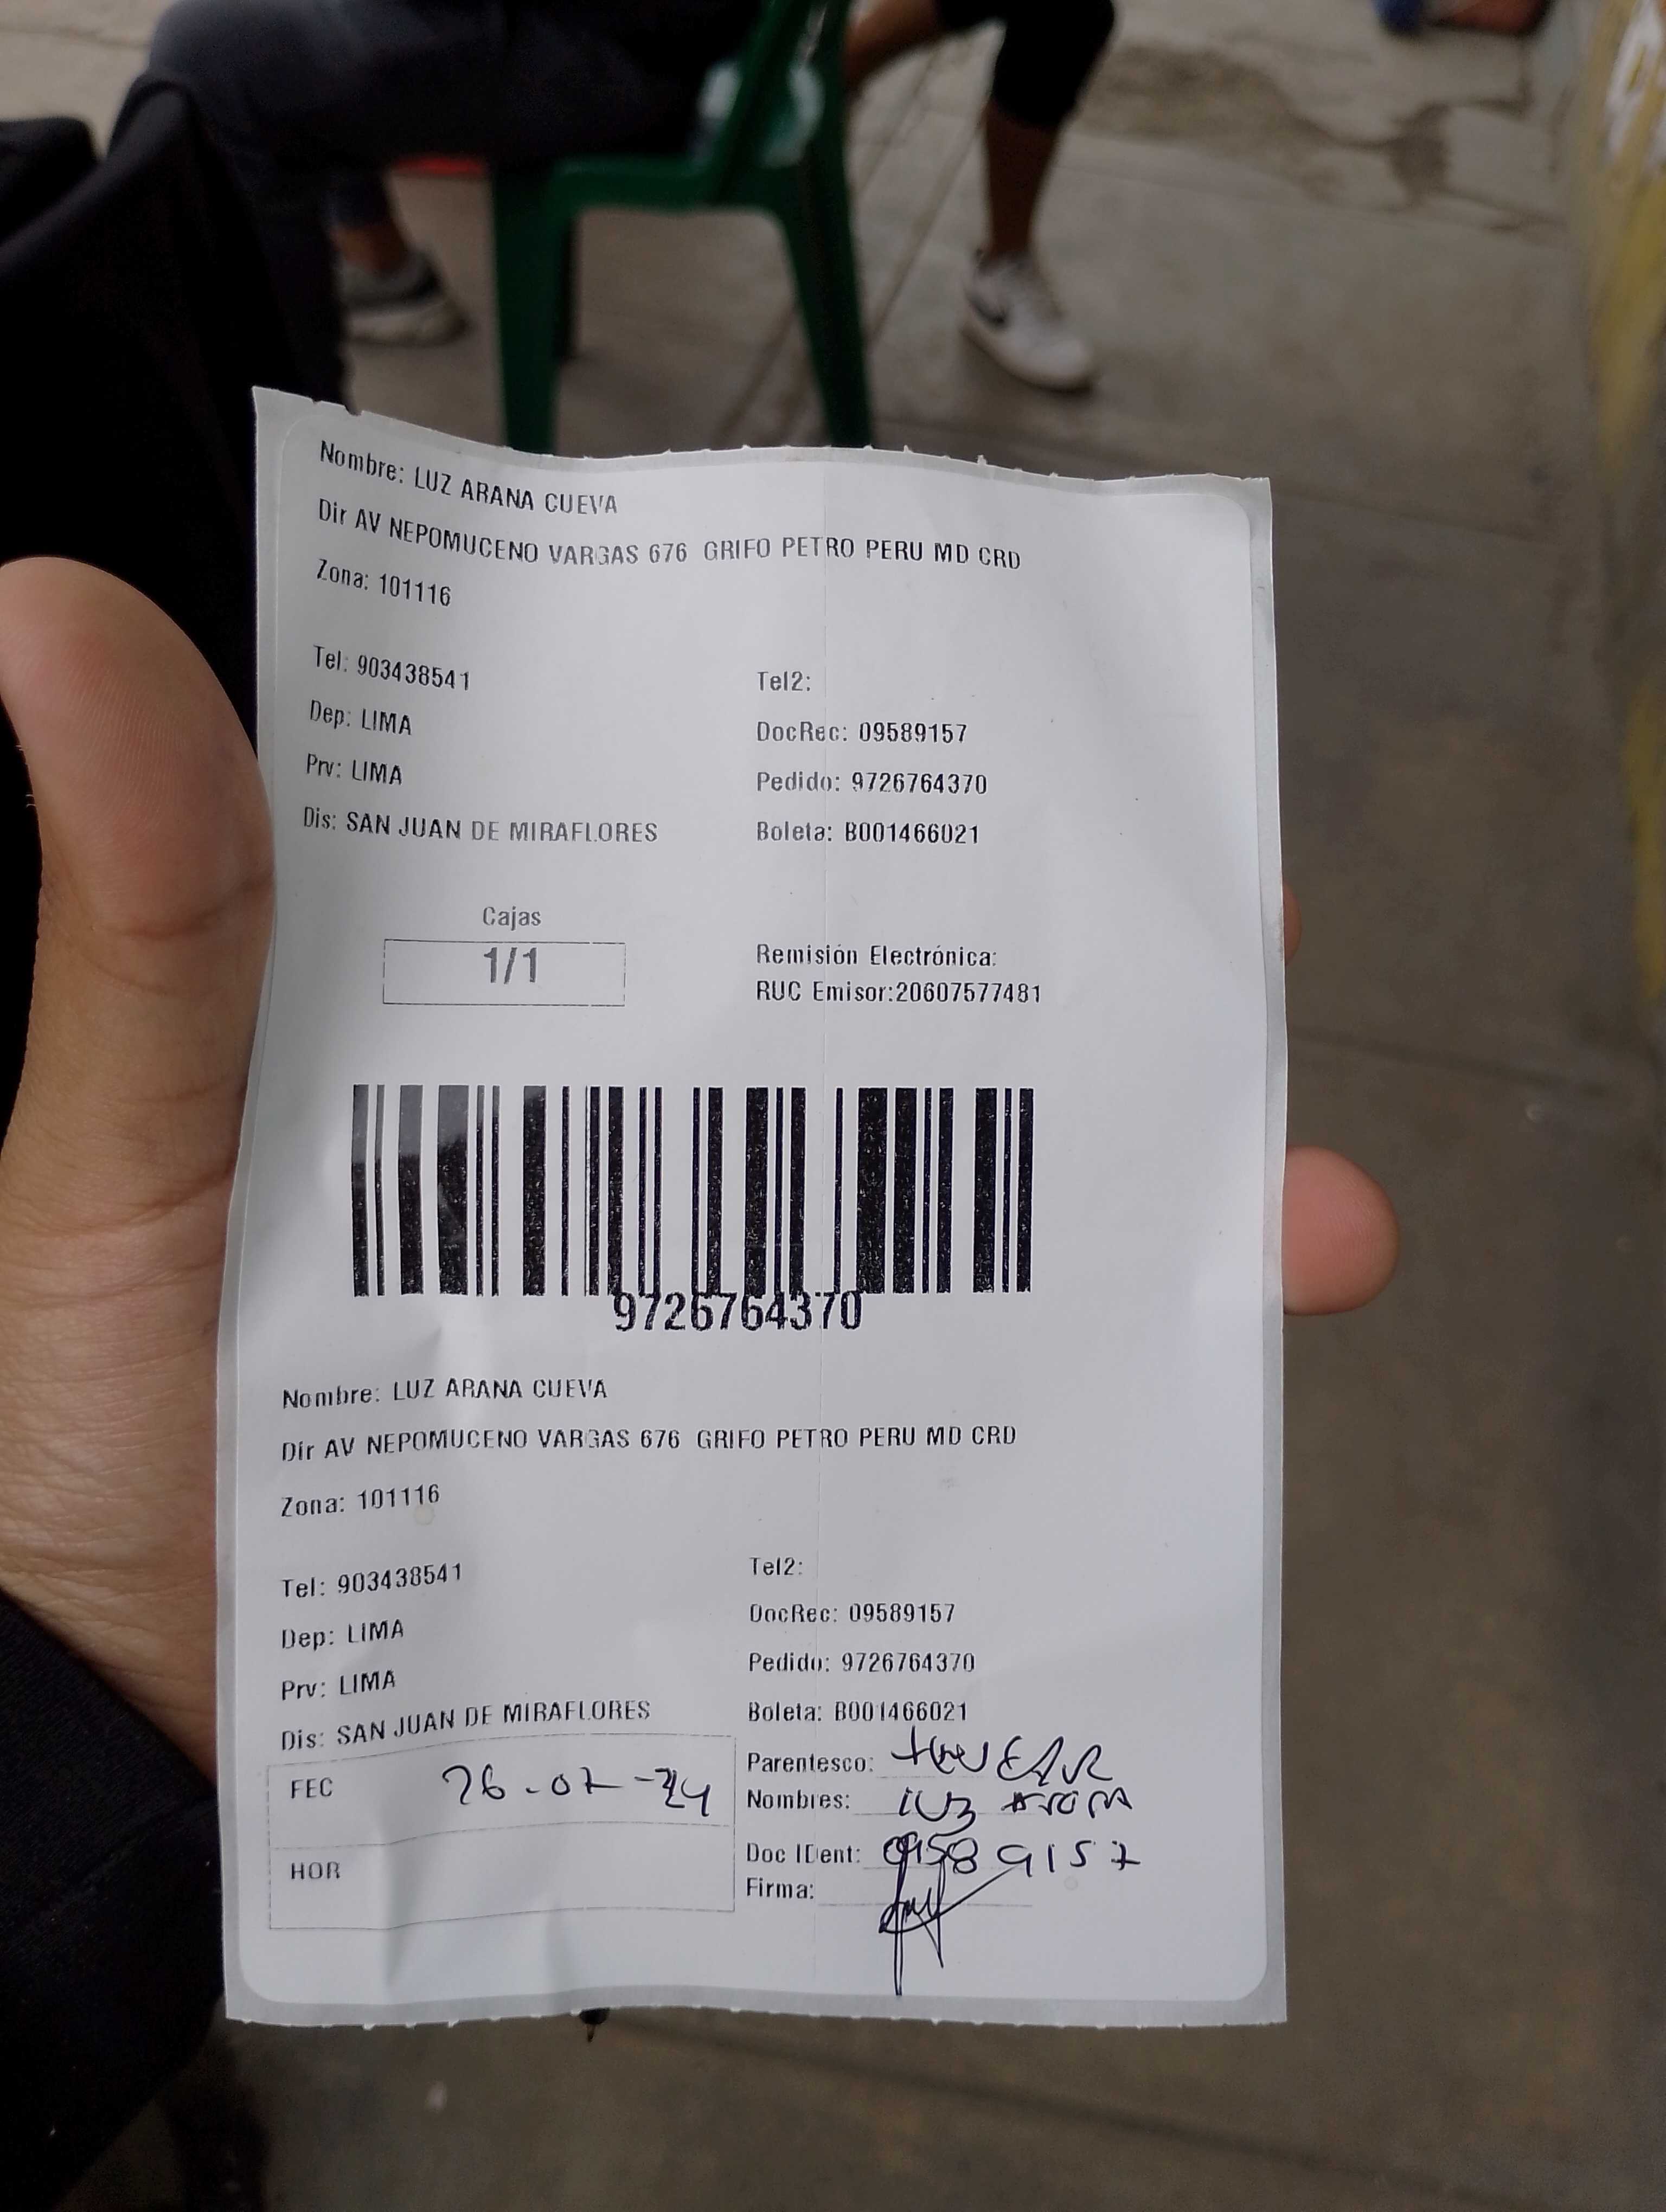 Nombre: LUZ ARANA CUEVA
Dir AV NEPOMUCENO VARGAS 676 GRIFO PETRO PERU MD CRD
Zona: 101116
Tel: 903438541 Tel2:
Dep: LIMA DocRec: 09589157
Prv: LIMA Pedido: 9726764370
Dis: SAN JUAN DE MIRAFLORES Boleta: B001466021
Cajas
1/1
Remisión Electrónica:
RUC Emisor:20607577481
9726764370
Nombre: LUZ ARANA CUEVA
Dir AV NEPOMUCENO VARGAS 676 GRIFO PETRO PERU MD CRD
Zona: 101116
Tel: 903438541 Tel2:
Dep: LIMA DocRec: 09589157
Prv: LIMA Pedido: 9726764370
Dis: SAN JUAN DE MIRAFLORES Boleta: B001466021
FEC 26-07-24
HOR
Parentesco:
Nombres: LUZ ARANA
Doc IDent: 09589157
Firma: